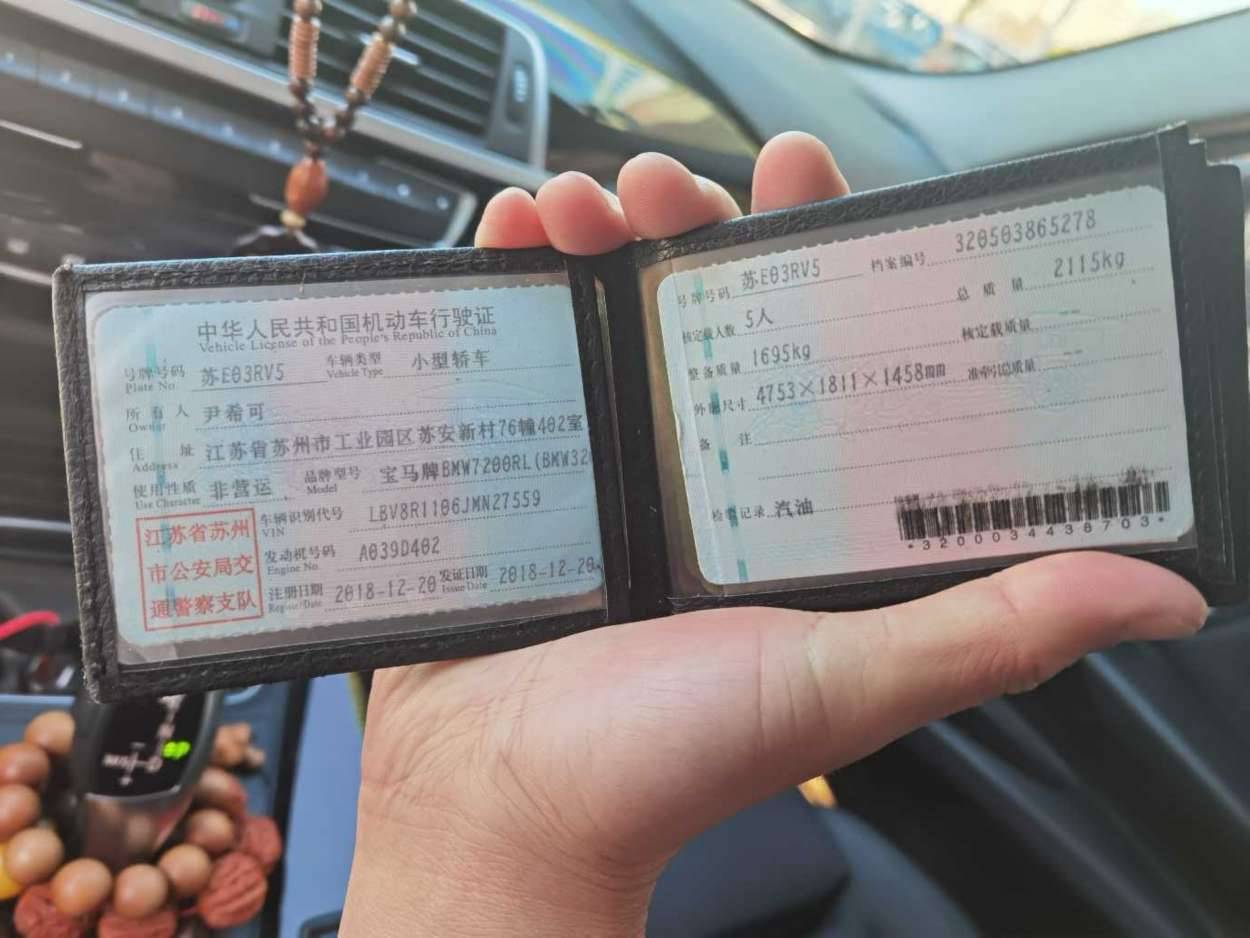 中华人民共和国机动车行驶证
Vehicle License of the People's Republic of China
号牌号码 苏E03RV5 车辆类型 小型轿车
Plate No. Vehicle Type
所有人 尹希可
Owner
住址 江苏省苏州市工业园区苏安新村76幢402室
Address
使用性质 非营运 品牌型号 宝马牌BMW7200RL(BMW32
Use Character Model
江苏省苏州
市公安局交
通警察支队
车辆识别代号 LBV8R1106JMN27559
VIN
发动机号码 A039D402
Engine No.
注册日期 2018-12-20 发证日期 2018-12-20
Register Date Issue Date
号牌号码 苏E03RV5 档案编号 320503865278
核定载人数 5人 总质量 2115kg
整备质量 1695kg 核定载质量 --
外廓尺寸 4753×1811×1458mm 准牵引总质量 --
备注
检验记录 汽油
*3200034438703*